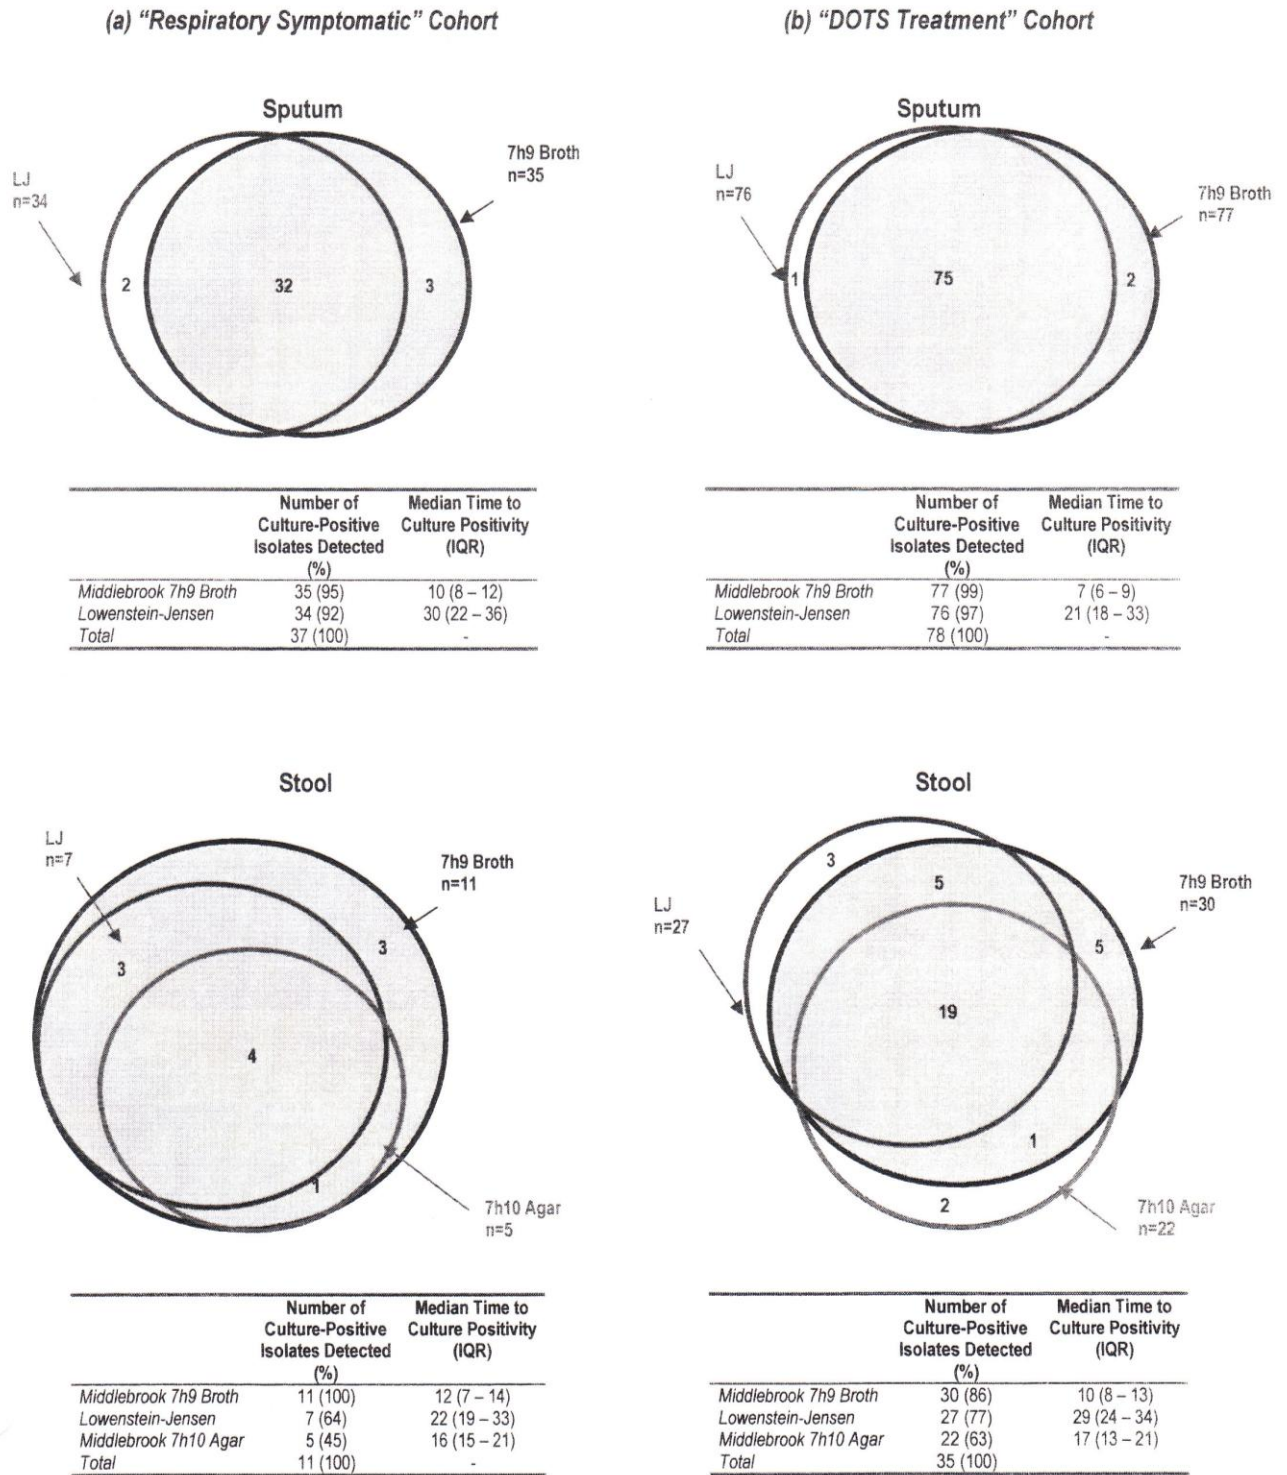 (a) “Respiratory Symptomatic” Cohort
Sputum
LJ
n=34
7h9 Broth
n=35
2
32
3
Number of Median Time to
Culture-Positive Culture Positivity
Isolates Detected (IQR)
(%)
Middlebrook 7h9 Broth 35 (95) 10 (8 – 12)
Lowenstein-Jensen 34 (92) 30 (22 – 36)
Total 37 (100) -
(b) “DOTS Treatment” Cohort
Sputum
LJ
n=76
7h9 Broth
n=77
1
75
2
Number of Median Time to
Culture-Positive Culture Positivity
Isolates Detected (IQR)
(%)
Middlebrook 7h9 Broth 77 (99) 7 (6 – 9)
Lowenstein-Jensen 76 (97) 21 (18 – 33)
Total 78 (100) -
Stool
LJ
n=7
7h9 Broth
n=11
3
3
4
1
7h10 Agar
n=5
Number of Median Time to
Culture-Positive Culture Positivity
Isolates Detected (IQR)
(%)
Middlebrook 7h9 Broth 11 (100) 12 (7 – 14)
Lowenstein-Jensen 7 (64) 22 (19 – 33)
Middlebrook 7h10 Agar 5 (45) 16 (15 – 21)
Total 11 (100) -
Stool
3
5
7h9 Broth
n=30
LJ
n=27
5
19
1
2
7h10 Agar
n=22
Number of Median Time to
Culture-Positive Culture Positivity
Isolates Detected (IQR)
(%)
Middlebrook 7h9 Broth 30 (86) 10 (8 – 13)
Lowenstein-Jensen 27 (77) 29 (24 – 34)
Middlebrook 7h10 Agar 22 (63) 17 (13 – 21)
Total 35 (100)